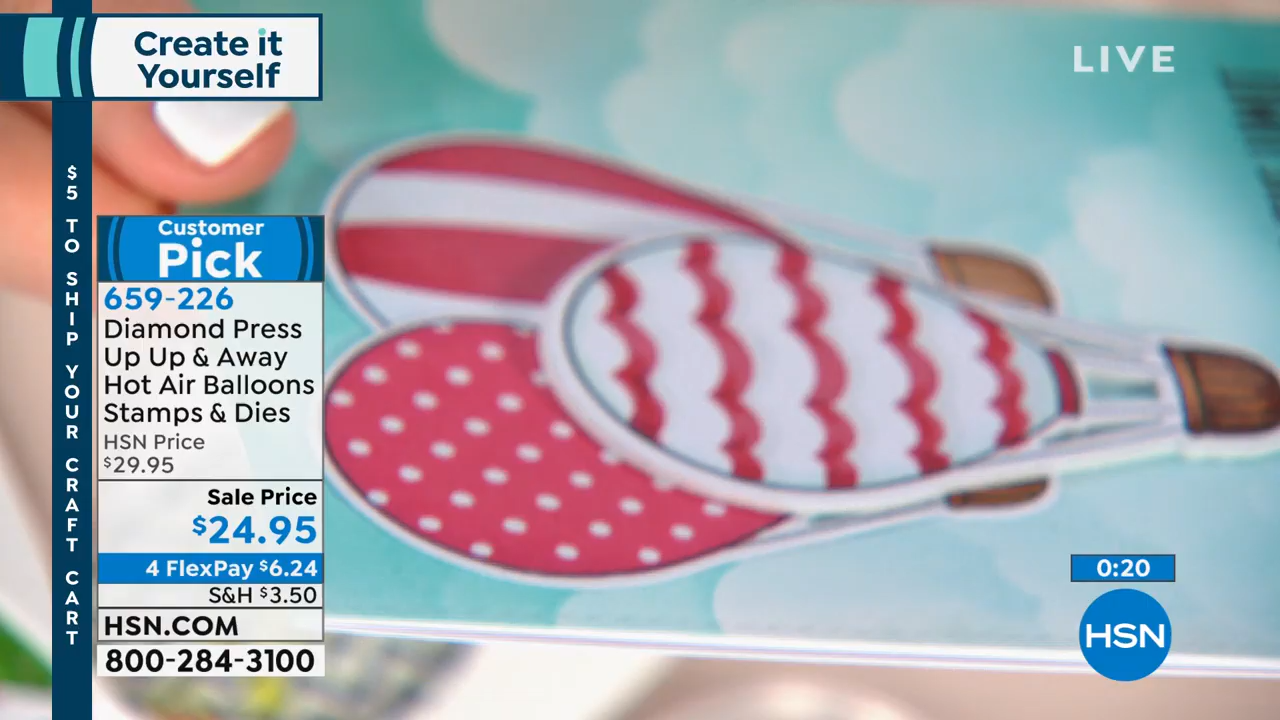 Create it
Yourself
LIVE
$5 TO SHIP YOUR CRAFT CART
Customer
Pick
659-226
Diamond Press
Up Up & Away
Hot Air Balloons
Stamps & Dies
HSN Price
$29.95
Sale Price
$24.95
4 FlexPay $6.24
S&H $3.50
HSN.COM
800-284-3100
0:20
HSN